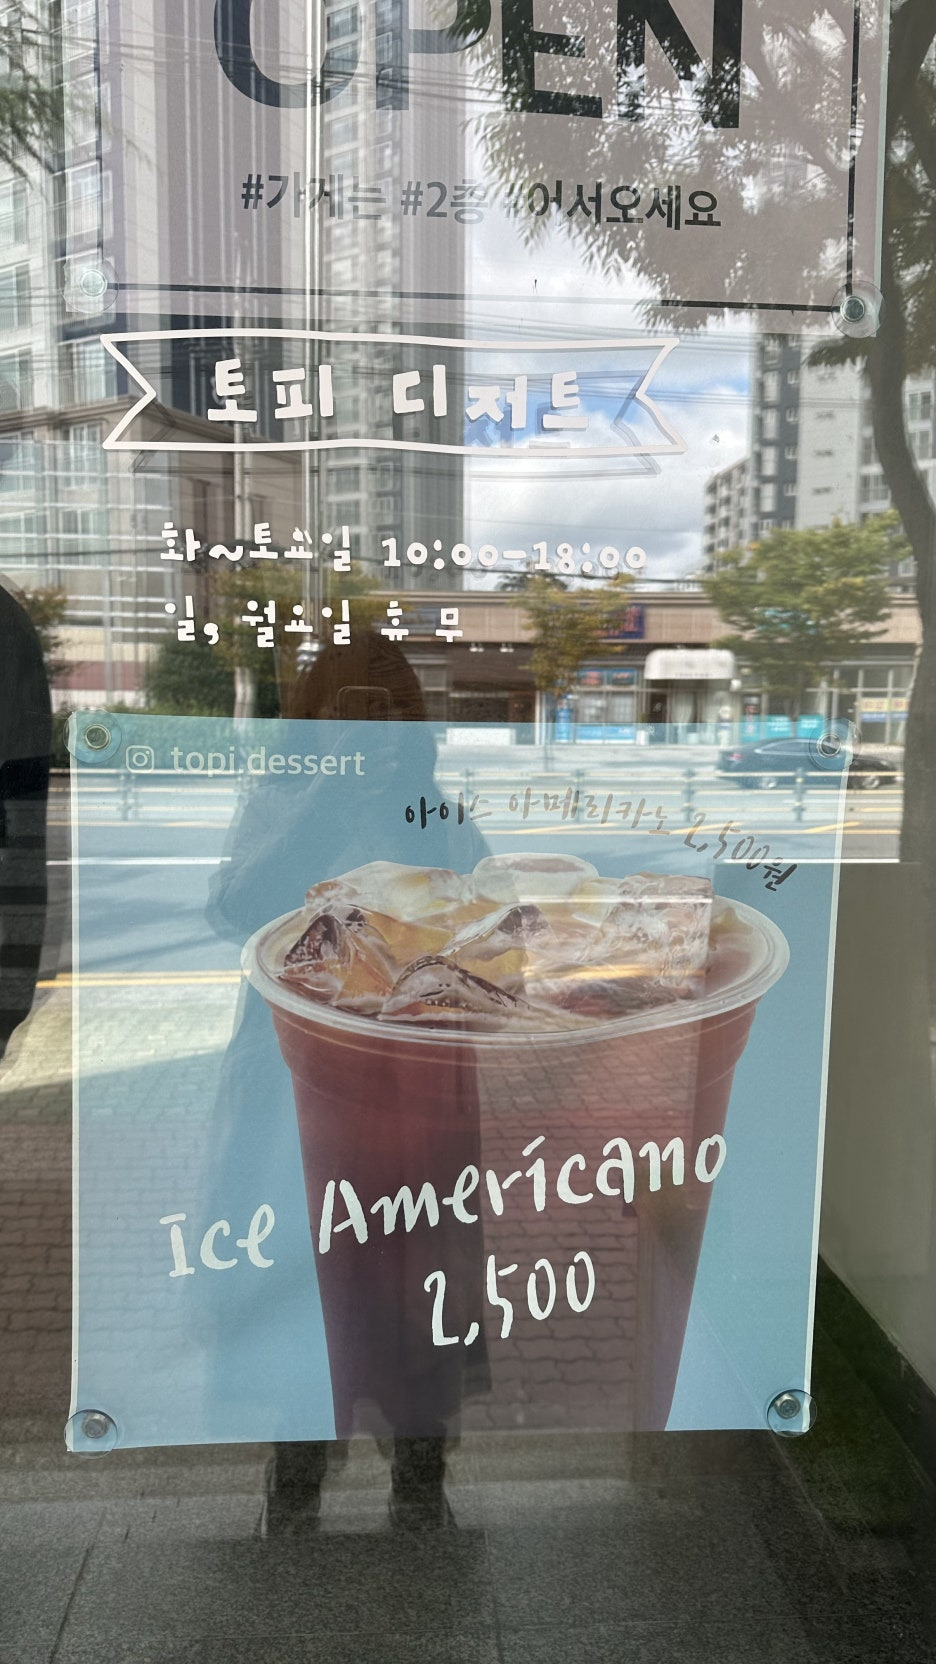 OPEN
#가게는 #2층 #어서오세요
토피 디저트
화~토요일 10:00-18:00
일, 월요일 휴무
topi.dessert
아이스 아메리카노 2,500원
Ice Americano
2,500